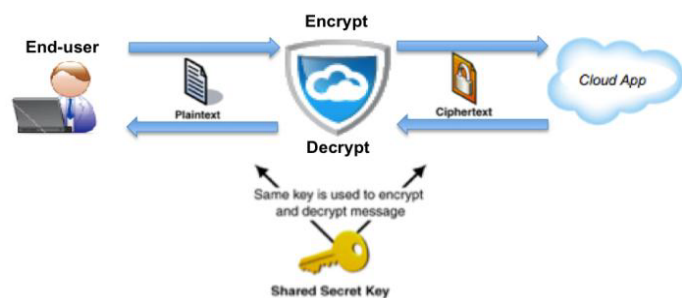 Encrypt
End-user
Plaintext
Ciphertext
Cloud App
Decrypt
Same key is used to encrypt
and decrypt message
Shared Secret Key